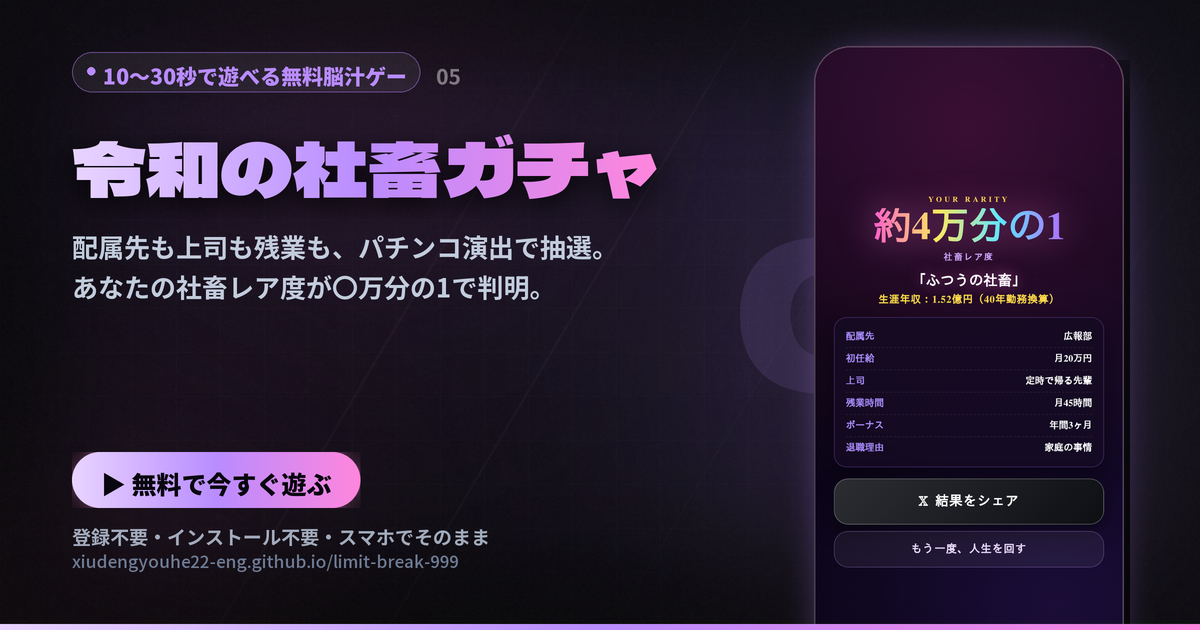 10〜30秒で遊べる無料脳汁ゲー
05
令和の社畜ガチャ
配属先も上司も残業も、パチンコ演出で抽選。
あなたの社畜レア度が〇万分の1で判明。
▶ 無料で今すぐ遊ぶ
登録不要・インストール不要・スマホでそのまま
xiudengyouhe22-eng.github.io/limit-break-999
YOUR RARITY
約4万分の1
社畜レア度
「ふつうの社畜」
生涯年収：1.52億円（40年勤務換算）
配属先 広報部
初任給 月20万円
上司 定時で帰る先輩
残業時間 月45時間
ボーナス 年間3ヶ月
退職理由 家庭の事情
𝕏 結果をシェア
もう一度、人生を回す